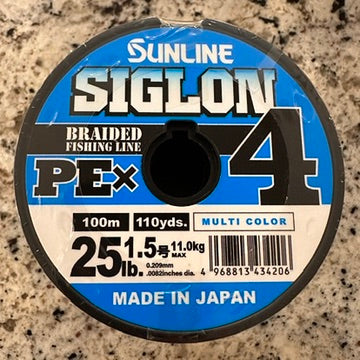 SUNLINE
SIGLON
BRAIDED
FISHING LINE
PE×4
100m 110yds. MULTI COLOR
25lb. 1.5号 11.0kg MAX
0.209mm
.0082inches dia.
4 968813 434206
MADE IN JAPAN